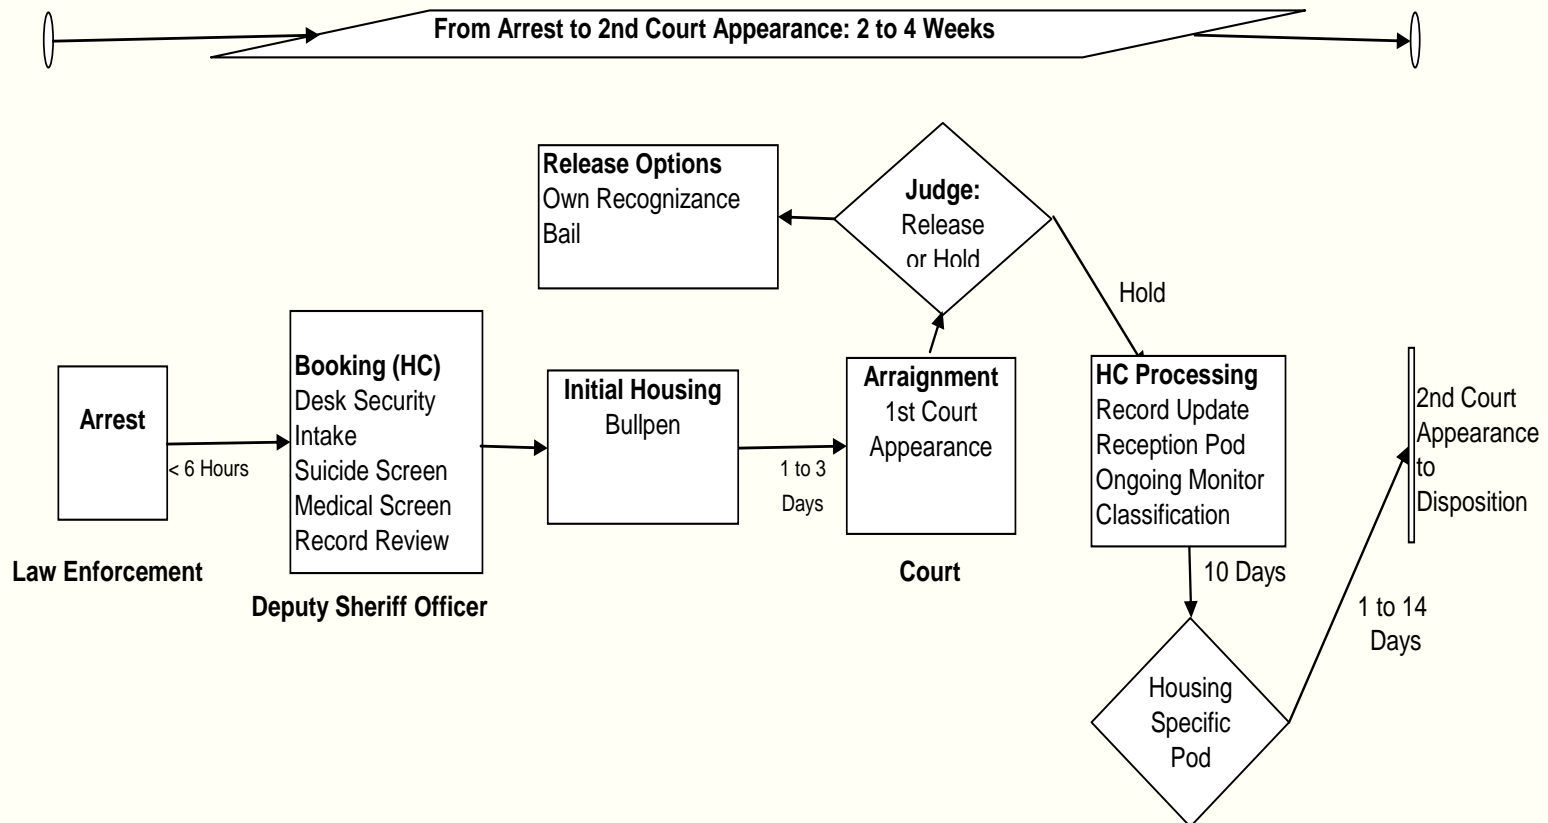 From Arrest to 2nd Court Appearance: 2 to 4 Weeks
Release Options
Own Recognizance
Bail
Judge:
Release
or Hold
Hold
Arrest
< 6 Hours
Law Enforcement
Booking (HC)
Desk Security
Intake
Suicide Screen
Medical Screen
Record Review
Deputy Sheriff Officer
Initial Housing
Bullpen
1 to 3
Days
Arraignment
1st Court
Appearance
Court
HC Processing
Record Update
Reception Pod
Ongoing Monitor
Classification
10 Days
Housing
Specific
Pod
1 to 14
Days
2nd Court
Appearance
to
Disposition